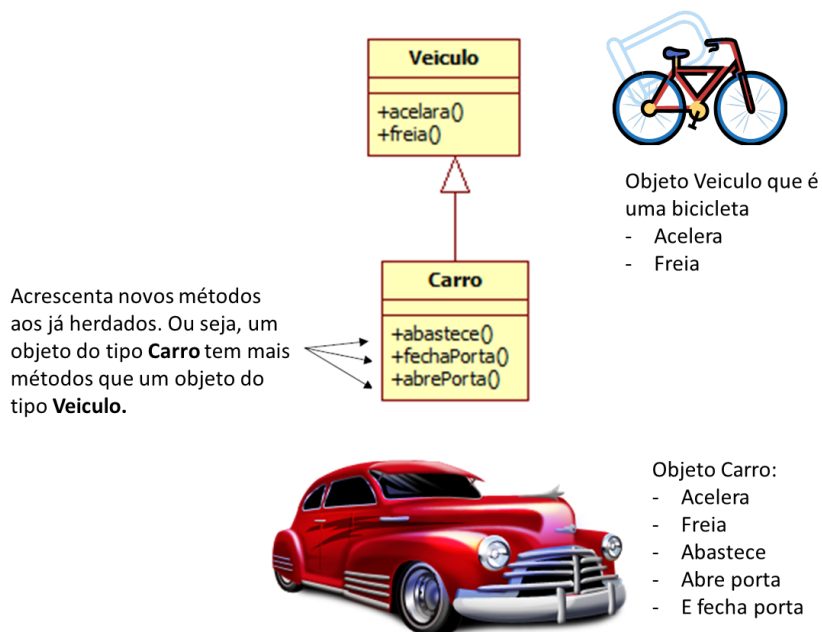 Veiculo
+acelara()
+freia()
Objeto Veiculo que é
uma bicicleta
- Acelera
- Freia
Carro
+abastece()
+fechaPorta()
+abrePorta()
Acrescenta novos métodos
aos já herdados. Ou seja, um
objeto do tipo Carro tem mais
métodos que um objeto do
tipo Veiculo.
Objeto Carro:
- Acelera
- Freia
- Abastece
- Abre porta
- E fecha porta